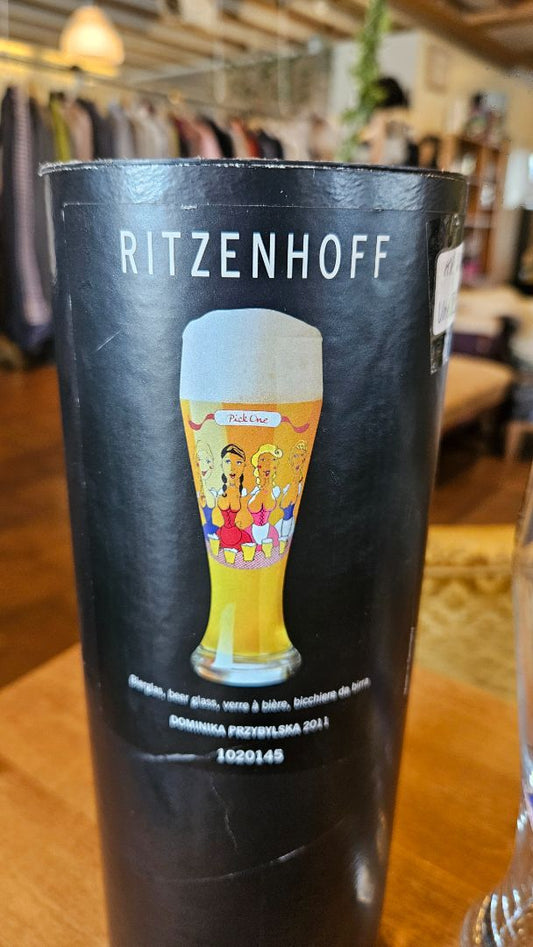 RITZENHOFF
Pick One
Bierglas, beer glass, verre à bière, bicchiere da birra
DOMINIKA PRZYBYLSKA 2011
1020145